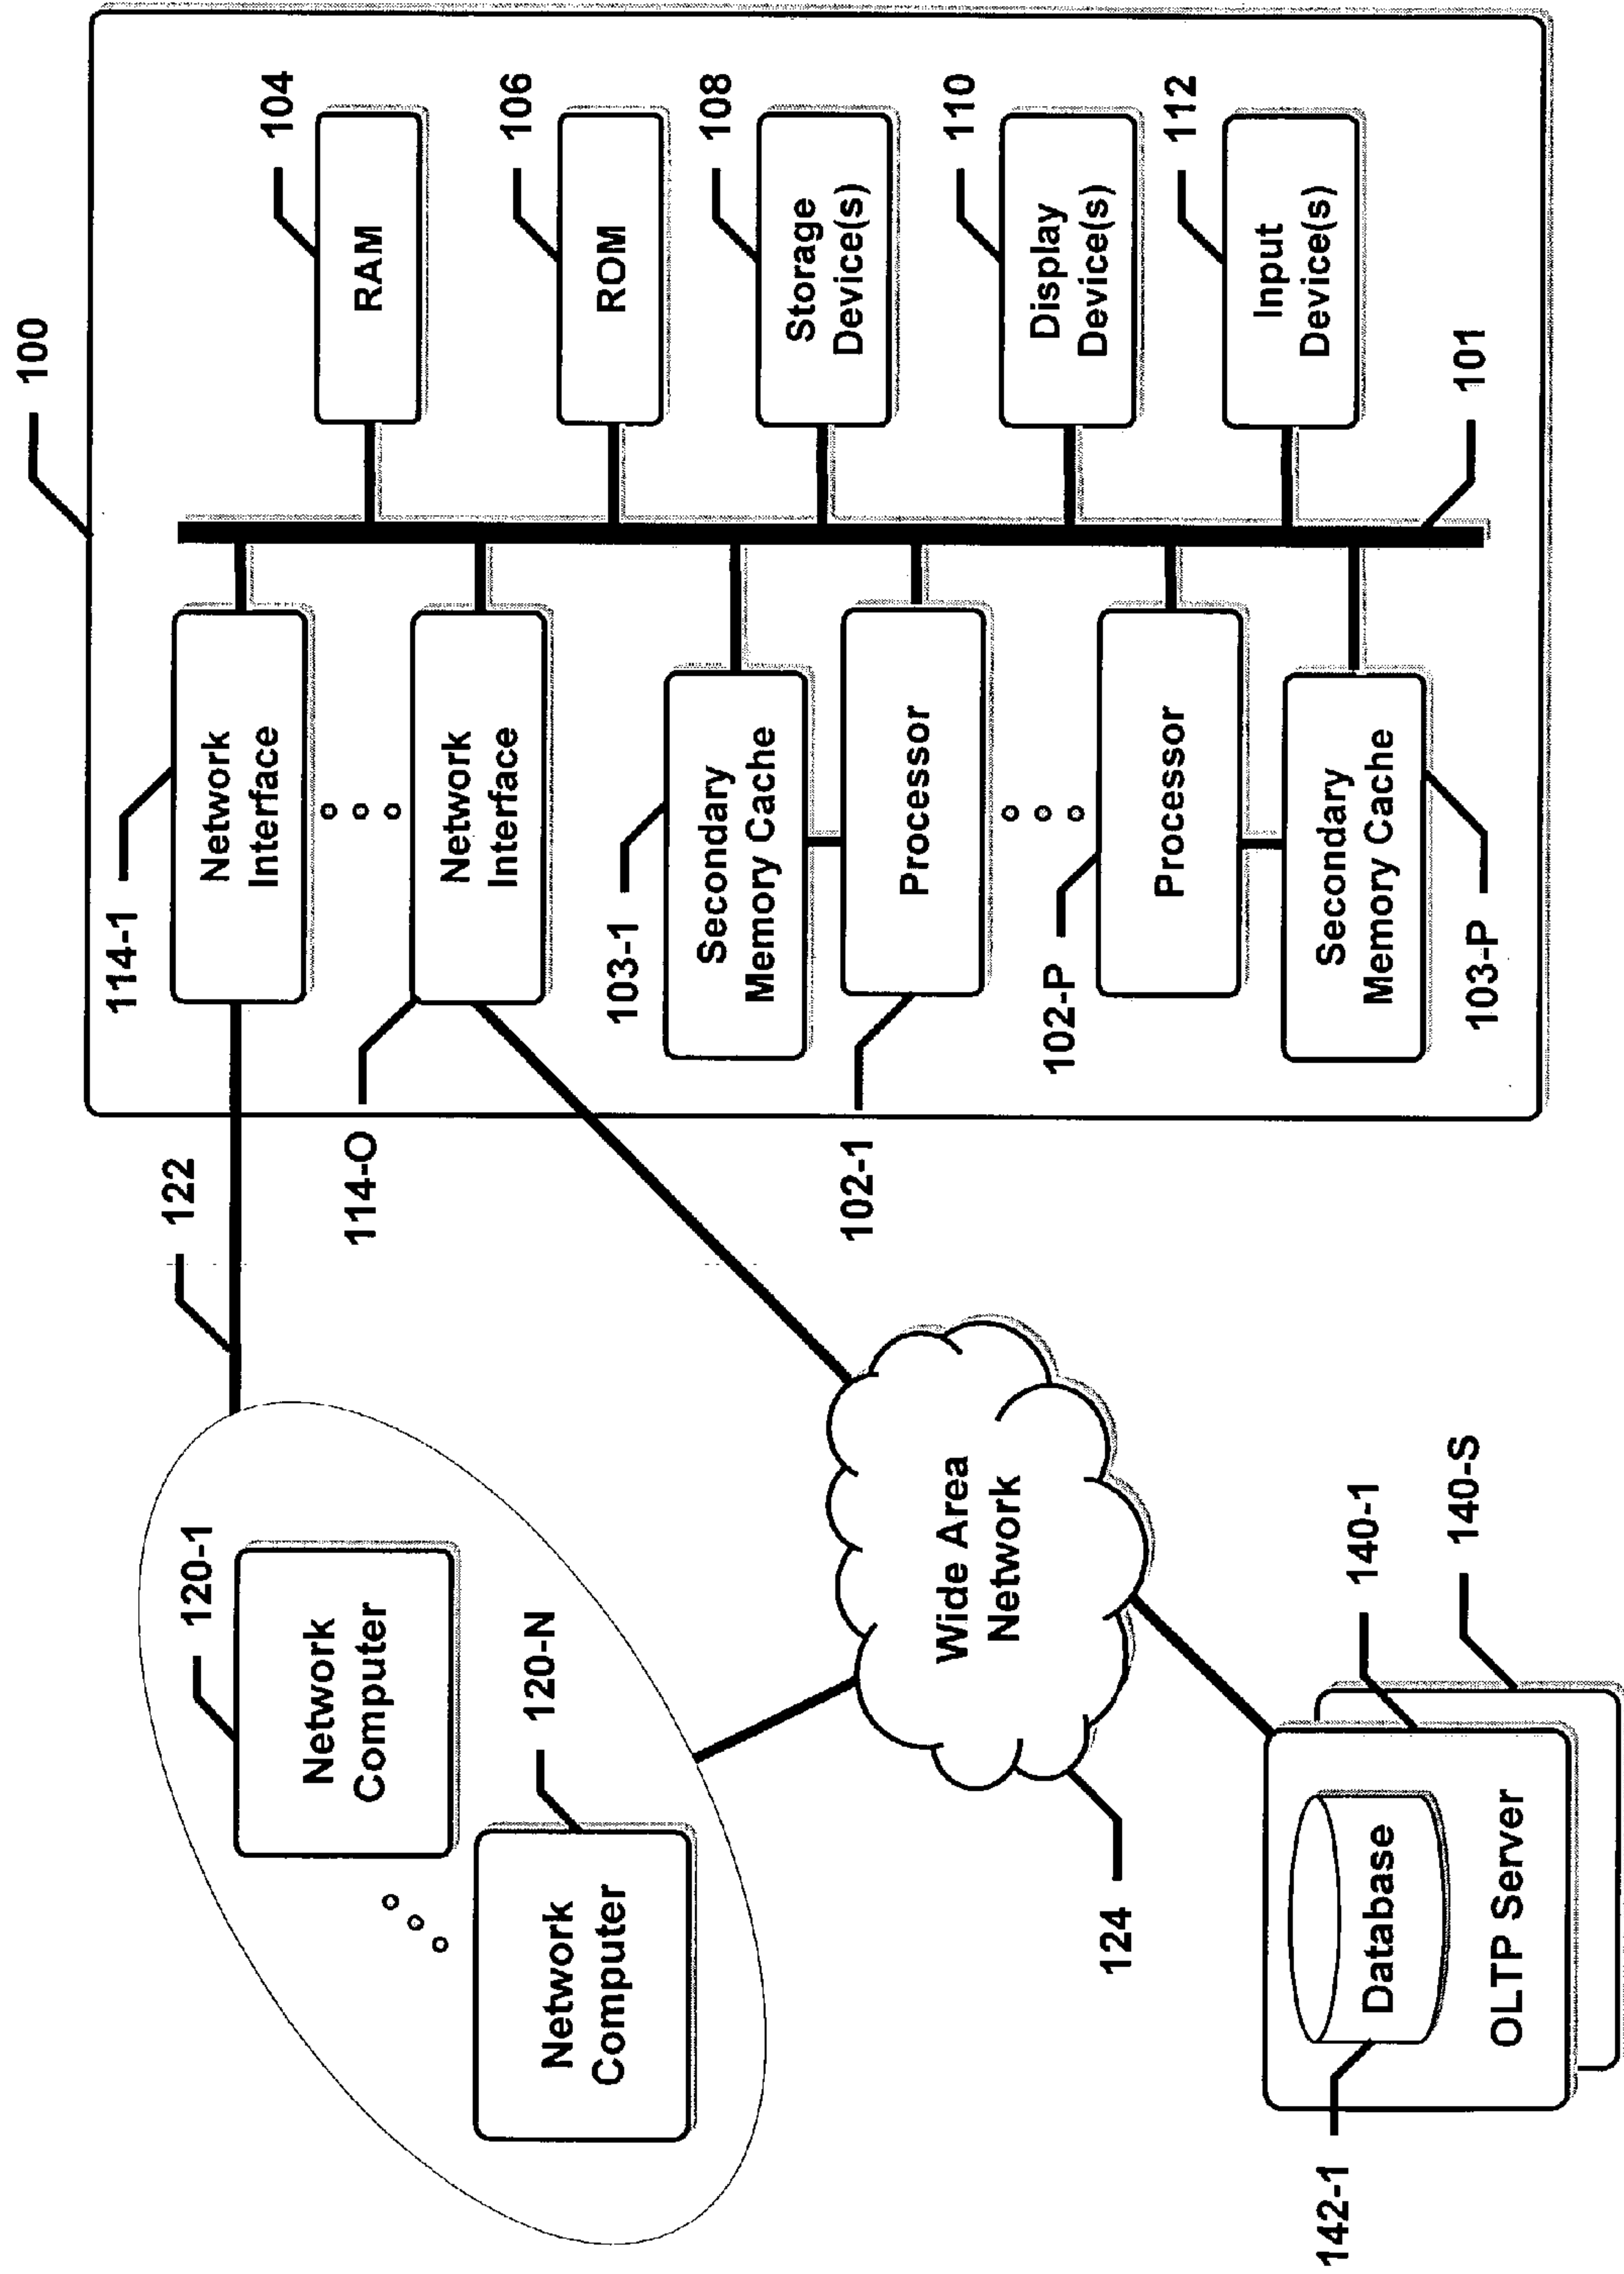 100
104
RAM
106
ROM
108
Storage
Device(s)
110
Display
Device(s)
112
Input
Device(s)
101
114-1
Network
Interface
114-O
Network
Interface
103-1
Secondary
Memory Cache
102-1
Processor
102-P
Processor
103-P
Secondary
Memory Cache
122
120-1
Network
Computer
120-N
Network
Computer
Wide Area
Network
124
140-1
140-S
142-1
Database
OLTP Server